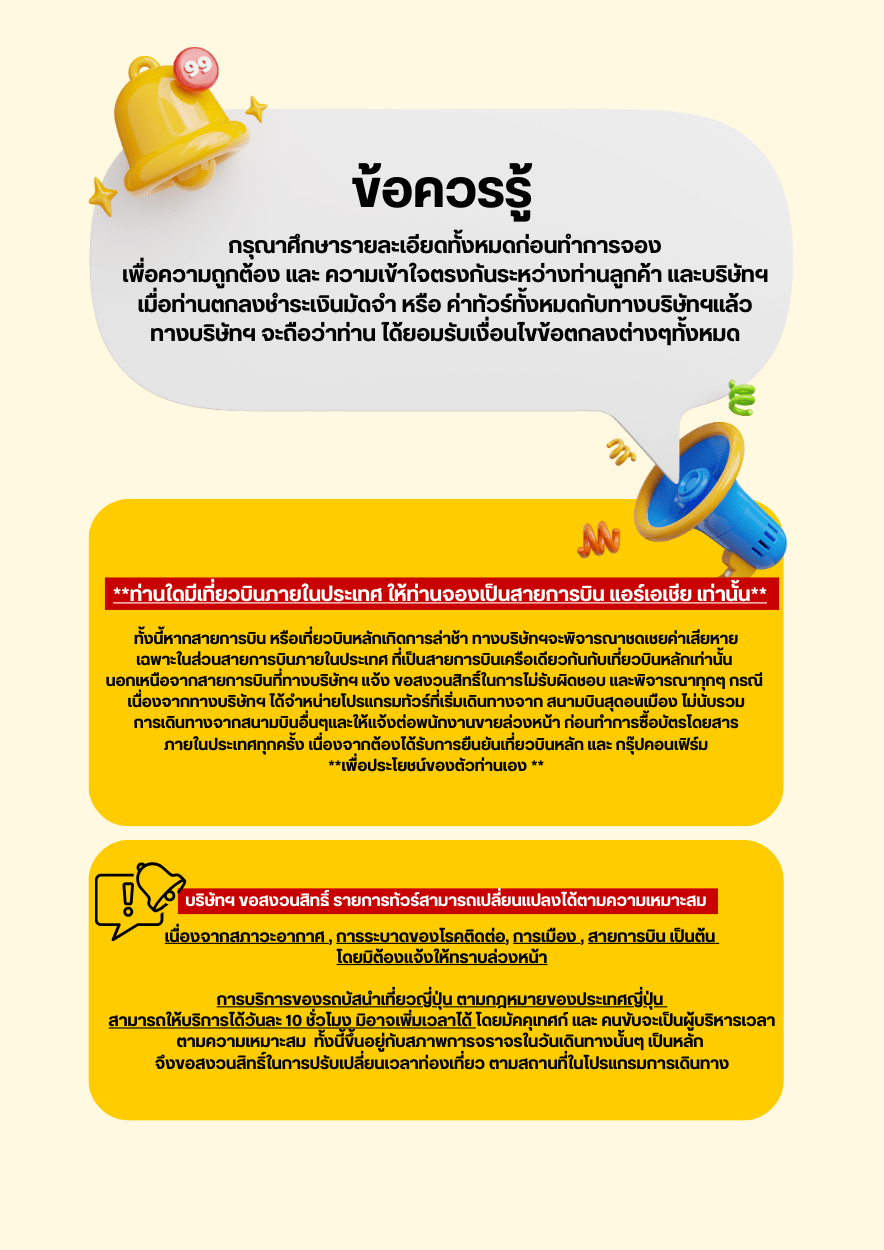 99
ข้อควรรู้
กรุณาศึกษารายละเอียดทั้งหมดก่อนทำการจอง
เพื่อความถูกต้อง และ ความเข้าใจตรงกันระหว่างท่านลูกค้า และบริษัทฯ
เมื่อท่านตกลงชำระเงินมัดจำ หรือ ค่าทัวร์ทั้งหมดกับทางบริษัทฯแล้ว
ทางบริษัทฯ จะถือว่าท่าน ได้ยอมรับเงื่อนไขข้อตกลงต่างๆทั้งหมด
**ท่านใดมีเที่ยวบินภายในประเทศ ให้ท่านจองเป็นสายการบิน แอร์เอเชีย เท่านั้น**
ทั้งนี้หากสายการบิน หรือเที่ยวบินหลักเกิดการล่าช้า ทางบริษัทฯจะพิจารณาชดเชยค่าเสียหาย
เฉพาะในส่วนสายการบินภายในประเทศ ที่เป็นสายการบินเครือเดียวกันกับเที่ยวบินหลักเท่านั้น
นอกเหนือจากสายการบินที่ทางบริษัทฯ แจ้ง ขอสงวนสิทธิ์ในการไม่รับผิดชอบ และพิจารณาทุกๆ กรณี
เนื่องจากทางบริษัทฯ ได้จำหน่ายโปรแกรมทัวร์ที่เริ่มเดินทางจาก สนามบินสุดอนเมือง ไม่นับรวม
การเดินทางจากสนามบินอื่นๆและให้แจ้งต่อพนักงานขายล่วงหน้า ก่อนทำการซื้อบัตรโดยสาร
ภายในประเทศทุกครั้ง เนื่องจากต้องได้รับการยืนยันเที่ยวบินหลัก และ กรุ๊ปคอนเฟิร์ม
**เพื่อประโยชน์ของตัวท่านเอง **
บริษัทฯ ขอสงวนสิทธิ์ รายการทัวร์สามารถเปลี่ยนแปลงได้ตามความเหมาะสม
เนื่องจากสภาวะอากาศ , การระบาดของโรคติดต่อ, การเมือง , สายการบิน เป็นต้น
โดยมิต้องแจ้งให้ทราบล่วงหน้า
การบริการของรถบัสนำเที่ยวญี่ปุ่น ตามกฎหมายของประเทศญี่ปุ่น
สามารถให้บริการได้วันละ 10 ชั่วโมง มิอาจเพิ่มเวลาได้ โดยมัคคุเทศก์ และ คนขับจะเป็นผู้บริหารเวลา
ตามความเหมาะสม ทั้งนี้ขึ้นอยู่กับสภาพการจราจรในวันเดินทางนั้นๆ เป็นหลัก
จึงขอสงวนสิทธิ์ในการปรับเปลี่ยนเวลาท่องเที่ยว ตามสถานที่ในโปรแกรมการเดินทาง